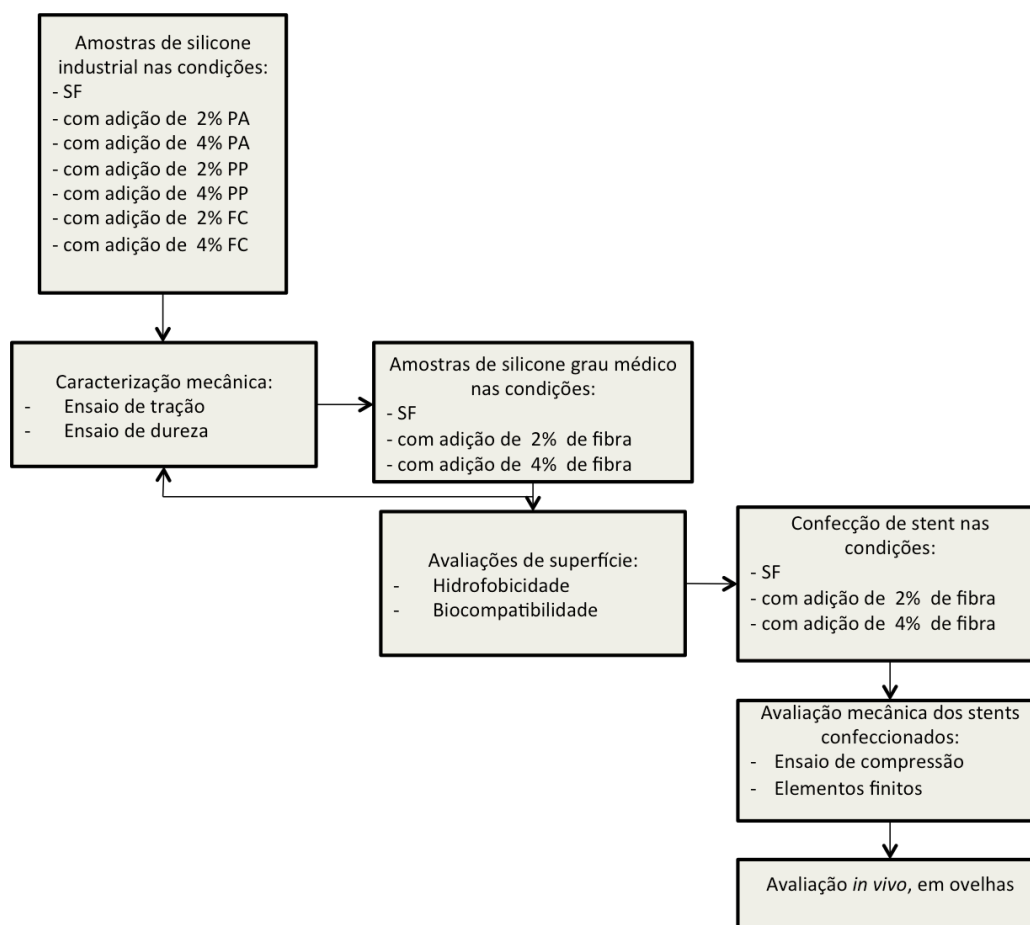 Amostras de silicone
industrial nas condições:
- SF
- com adição de 2% PA
- com adição de 4% PA
- com adição de 2% PP
- com adição de 4% PP
- com adição de 2% FC
- com adição de 4% FC
Caracterização mecânica:
- Ensaio de tração
- Ensaio de dureza
Amostras de silicone grau médico
nas condições:
- SF
- com adição de 2% de fibra
- com adição de 4% de fibra
Avaliações de superfície:
- Hidrofobicidade
- Biocompatibilidade
Confecção de stent nas
condições:
- SF
- com adição de 2% de fibra
- com adição de 4% de fibra
Avaliação mecânica dos stents
confeccionados:
- Ensaio de compressão
- Elementos finitos
Avaliação in vivo, em ovelhas